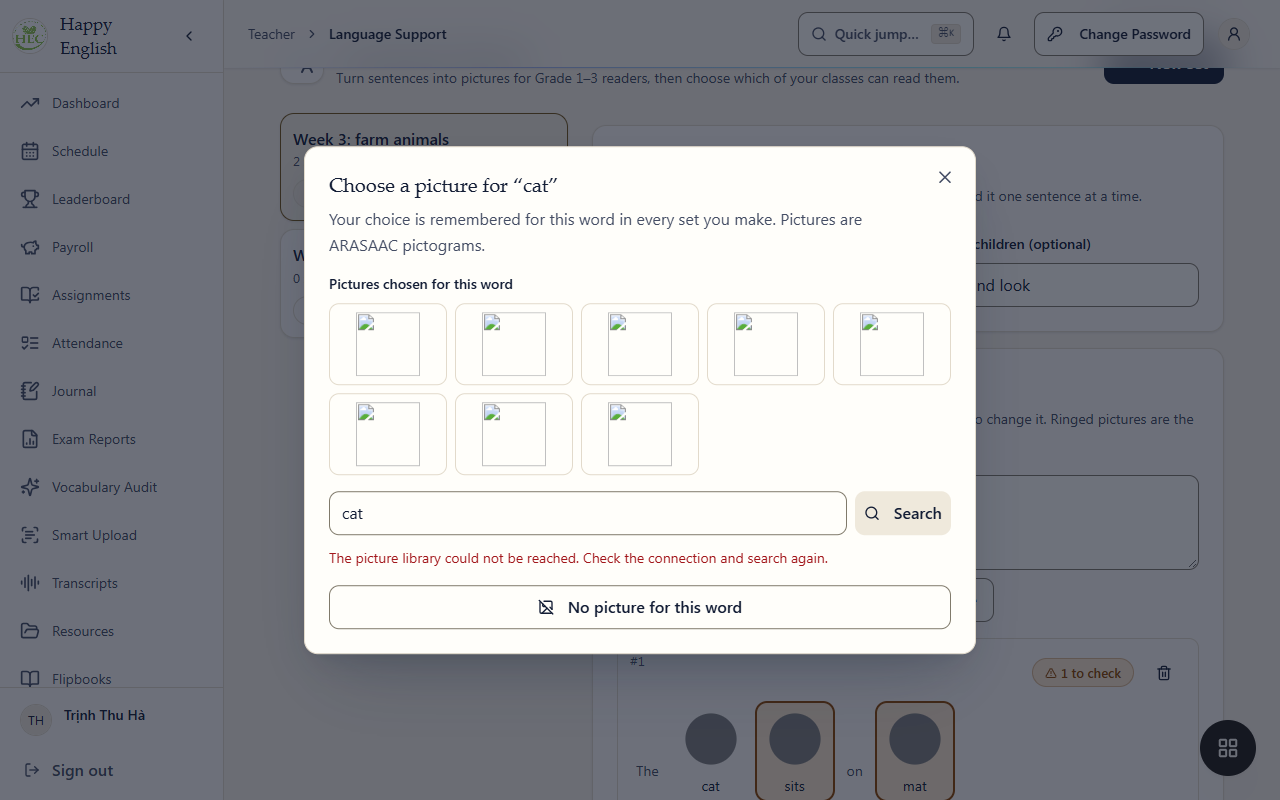 Happy
English
HEC
Teacher > Language Support
Quick jump... ⌘K
Change Password
Turn sentences into pictures for Grade 1–3 readers, then choose which of your classes can read them.
Dashboard
Schedule
Leaderboard
Payroll
Assignments
Attendance
Journal
Exam Reports
Vocabulary Audit
Smart Upload
Transcripts
Resources
Flipbooks
TH Trịnh Thu Hà
Sign out
Week 3: farm animals
2
W
0
d it one sentence at a time.
children (optional)
nd look
o change it. Ringed pictures are the
Choose a picture for “cat”
Your choice is remembered for this word in every set you make. Pictures are
ARASAAC pictograms.
Pictures chosen for this word
cat
Search
The picture library could not be reached. Check the connection and search again.
No picture for this word
#1
1 to check
The cat sits on mat